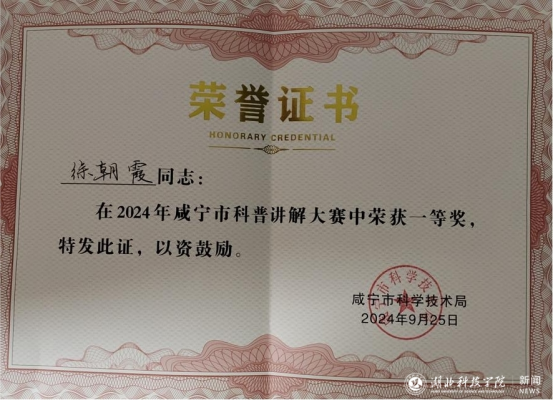 荣誉证书
HONORARY CREDENTIAL
徐朝霞同志：
在2024年咸宁市科普讲解大赛中荣获一等奖，
特发此证，以资鼓励。
咸宁市科学技术局
2024年9月25日
湖北科技学院 新闻
NEWS